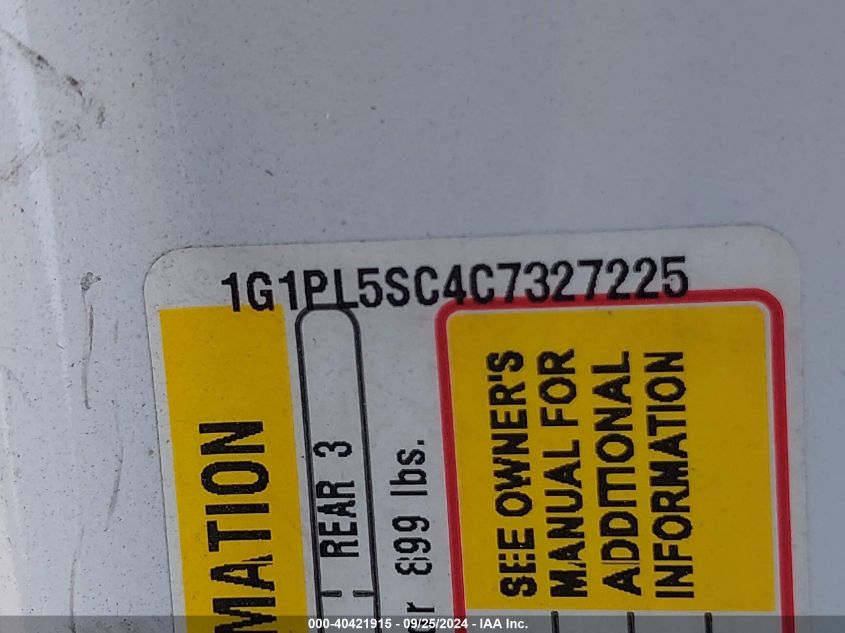 1G1PL5SC4C7327225
MATION
REAR 3
or 899 lbs.
SEE OWNER'S
MANUAL FOR
ADDITIONAL
INFORMATION
000-40421915 - 09/25/2024 - IAA Inc.